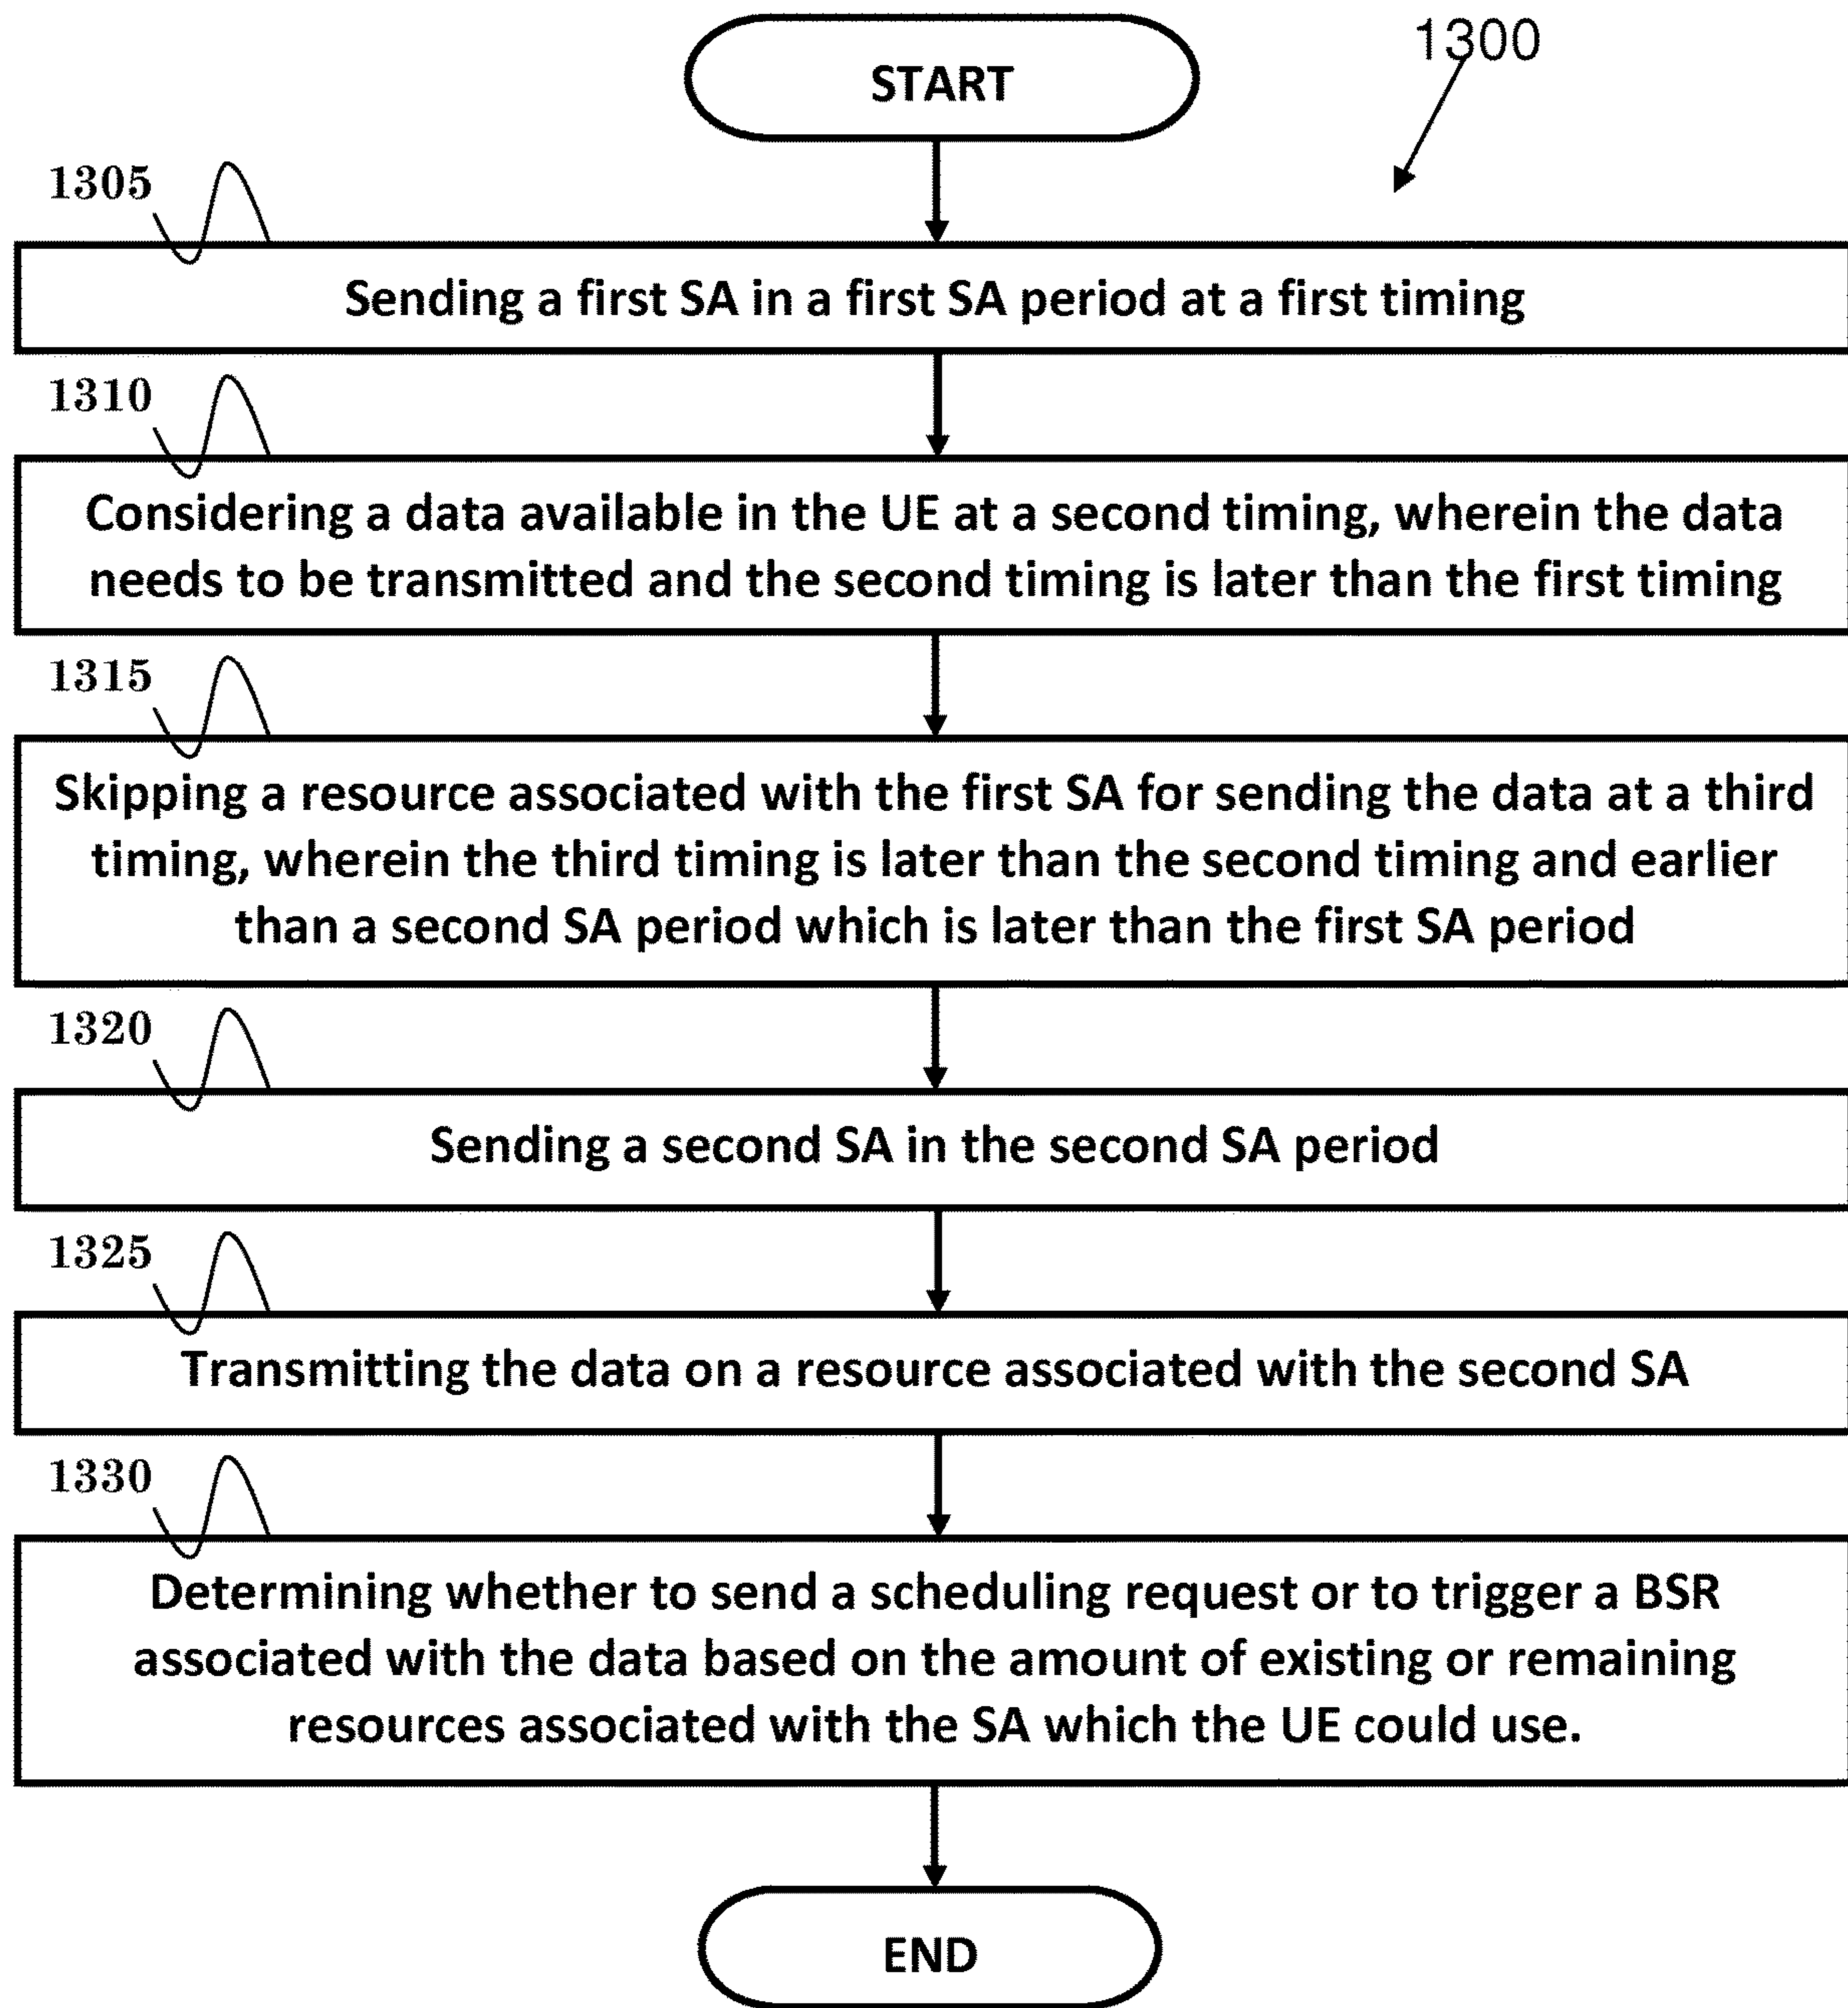 START
1300
1305
Sending a first SA in a first SA period at a first timing
1310
Considering a data available in the UE at a second timing, wherein the data
needs to be transmitted and the second timing is later than the first timing
1315
Skipping a resource associated with the first SA for sending the data at a third
timing, wherein the third timing is later than the second timing and earlier
than a second SA period which is later than the first SA period
1320
Sending a second SA in the second SA period
1325
Transmitting the data on a resource associated with the second SA
1330
Determining whether to send a scheduling request or to trigger a BSR
associated with the data based on the amount of existing or remaining
resources associated with the SA which the UE could use.
END